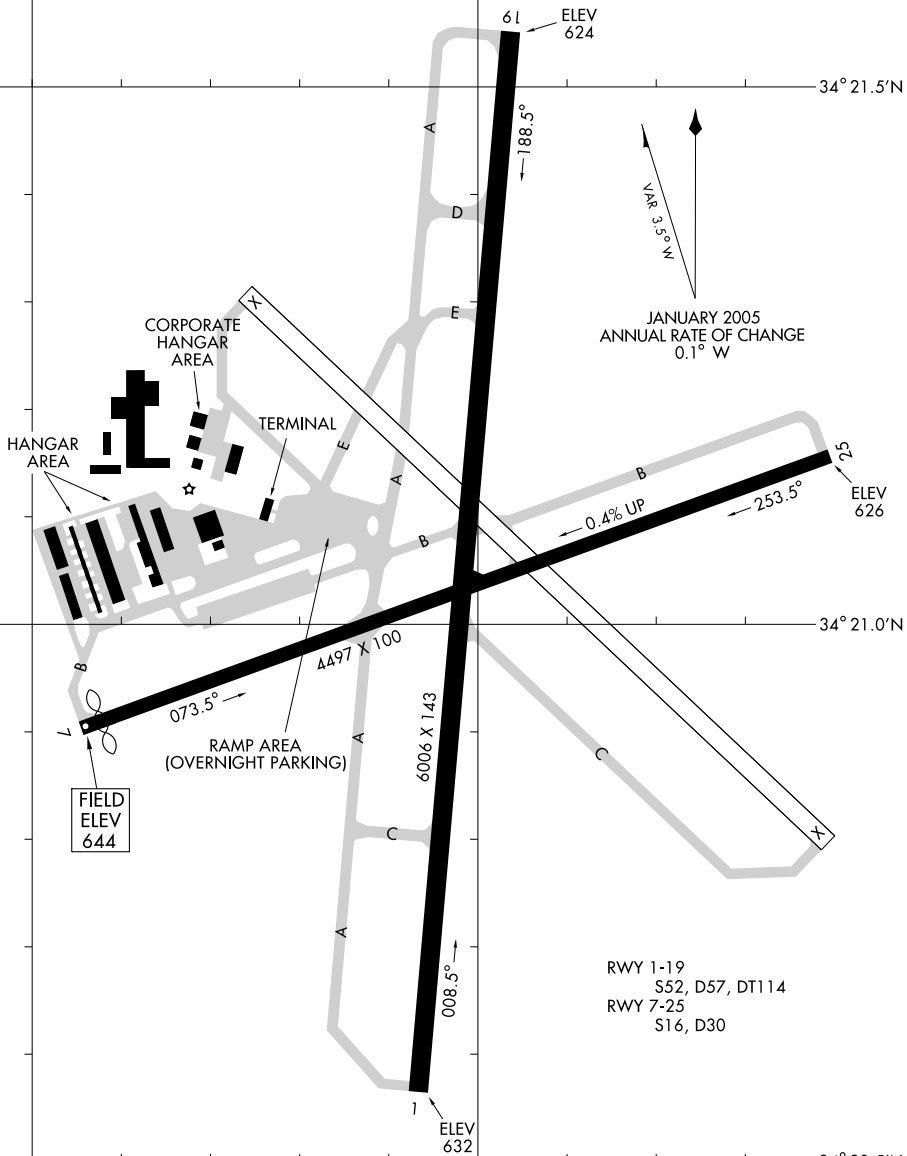 19
ELEV
624
34° 21.5'N
A
188.5°
VAR 3.5° W
D
E
X
JANUARY 2005
ANNUAL RATE OF CHANGE
0.1° W
CORPORATE
HANGAR
AREA
TERMINAL
HANGAR
AREA
E
A
B
25
ELEV
626
253.5°
0.4% UP
B
34° 21.0'N
4497 X 100
B
073.5°
7
RAMP AREA
(OVERNIGHT PARKING)
A
6006 X 143
C
FIELD
ELEV
644
C
X
A
008.5°
RWY 1-19
S52, D57, DT114
RWY 7-25
S16, D30
1
ELEV
632